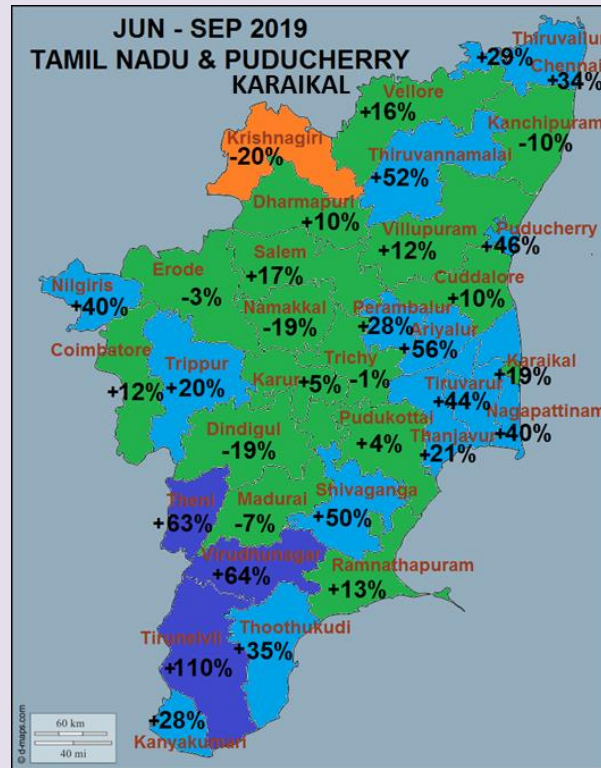 JUN - SEP 2019
TAMIL NADU & PUDUCHERRY
KARAIKAL
Thiruvallur
+29%
Chennai
+34%
Vellore
+16%
Kanchipuram
-10%
Krishnagiri
-20%
Thiruvannamalai
+52%
Dharmapuri
+10%
Villupuram
+12%
Puducherry
+46%
Salem
+17%
Erode
-3%
Nilgiris
+40%
Cuddalore
+10%
Namakkal
-19%
Perambalur
+28%
Ariyalur
+56%
Coimbatore
+12%
Trippur
+20%
Karur
+5%
Trichy
-1%
Karaikal
+19%
Tiruvarur
+44%
Nagapattinam
+40%
Dindigul
-19%
Pudukottai
+4%
Thanjavur
+21%
Theni
+63%
Madurai
-7%
Shivaganga
+50%
Virudhunagar
+64%
Ramnathapuram
+13%
Tirunelvli
+110%
Thoothukudi
+35%
+28%
Kanyakumari
60 km
40 mi
© d-maps.com